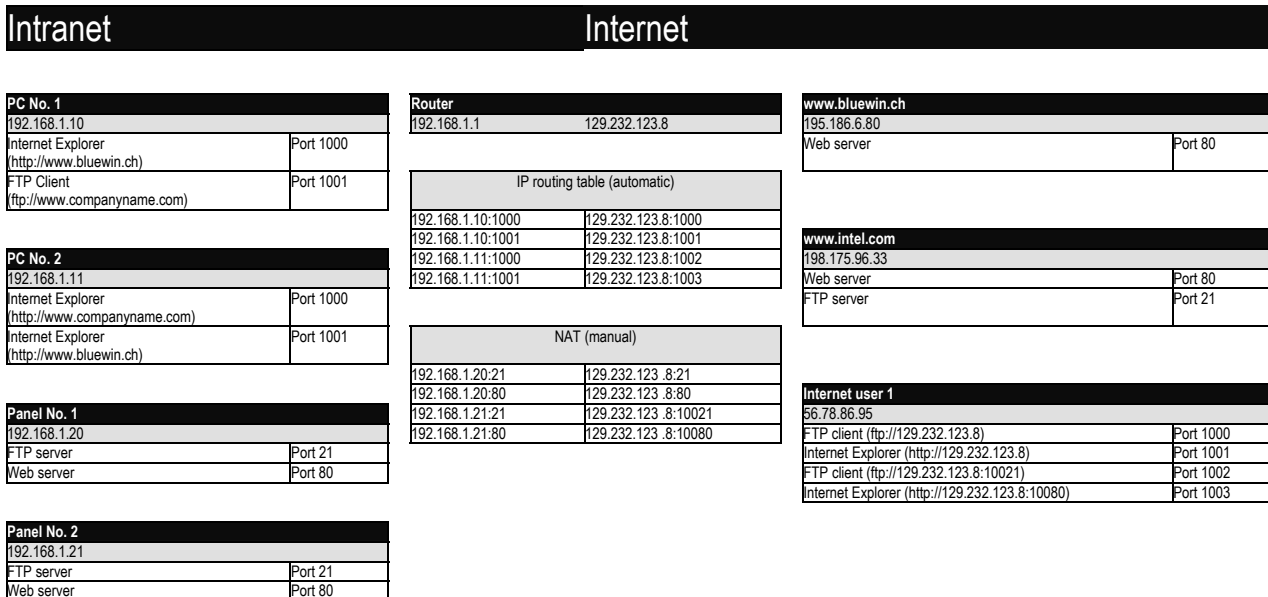 Intranet
Internet
PC No. 1
192.168.1.10
Internet Explorer Port 1000
(http://www.bluewin.ch)
FTP Client Port 1001
(ftp://www.companyname.com)
PC No. 2
192.168.1.11
Internet Explorer Port 1000
(http://www.companyname.com)
Internet Explorer Port 1001
(http://www.bluewin.ch)
Panel No. 1
192.168.1.20
FTP server Port 21
Web server Port 80
Panel No. 2
192.168.1.21
FTP server Port 21
Web server Port 80
Router
192.168.1.1 129.232.123.8
IP routing table (automatic)
192.168.1.10:1000 129.232.123.8:1000
192.168.1.10:1001 129.232.123.8:1001
192.168.1.11:1000 129.232.123.8:1002
192.168.1.11:1001 129.232.123.8:1003
NAT (manual)
192.168.1.20:21 129.232.123 .8:21
192.168.1.20:80 129.232.123 .8:80
192.168.1.21:21 129.232.123 .8:10021
192.168.1.21:80 129.232.123 .8:10080
www.bluewin.ch
195.186.6.80
Web server Port 80
www.intel.com
198.175.96.33
Web server Port 80
FTP server Port 21
Internet user 1
56.78.86.95
FTP client (ftp://129.232.123.8) Port 1000
Internet Explorer (http://129.232.123.8) Port 1001
FTP client (ftp://129.232.123.8:10021) Port 1002
Internet Explorer (http://129.232.123.8:10080) Port 1003